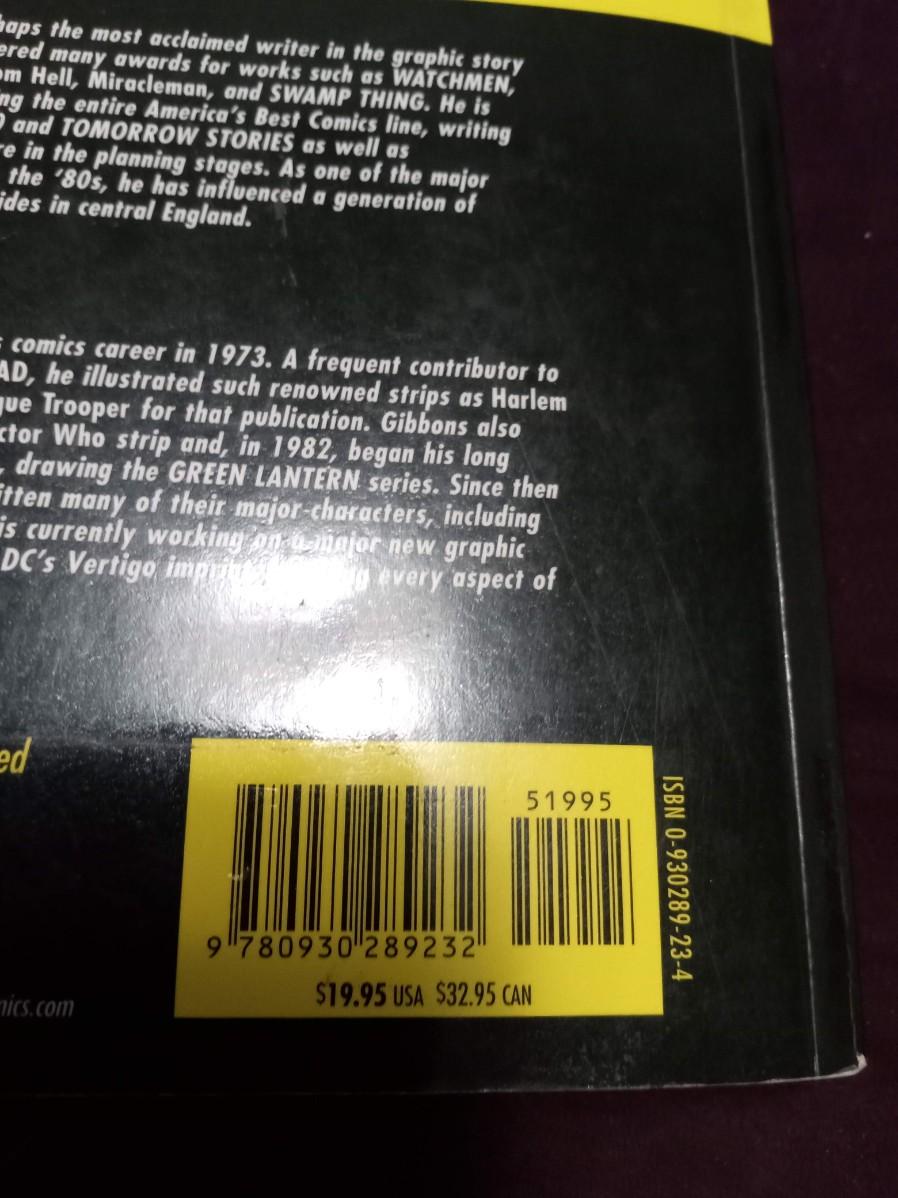 haps the most acclaimed writer in the graphic story
ered many awards for works such as WATCHMEN,
om Hell, Miracleman, and SWAMP THING. He is
ng the entire America's Best Comics line, writing
O and TOMORROW STORIES as well as
re in the planning stages. As one of the major
the '80s, he has influenced a generation of
ides in central England.
s comics career in 1973. A frequent contributor to
AD, he illustrated such renowned strips as Harlem
gue Trooper for that publication. Gibbons also
ctor Who strip and, in 1982, began his long
, drawing the GREEN LANTERN series. Since then
itten many of their major characters, including
is currently working on a major new graphic
DC's Vertigo imprint, every aspect of
ed
51995
ISBN 0-930289-23-4
9 780930 289232
$19.95 USA $32.95 CAN
mics.com